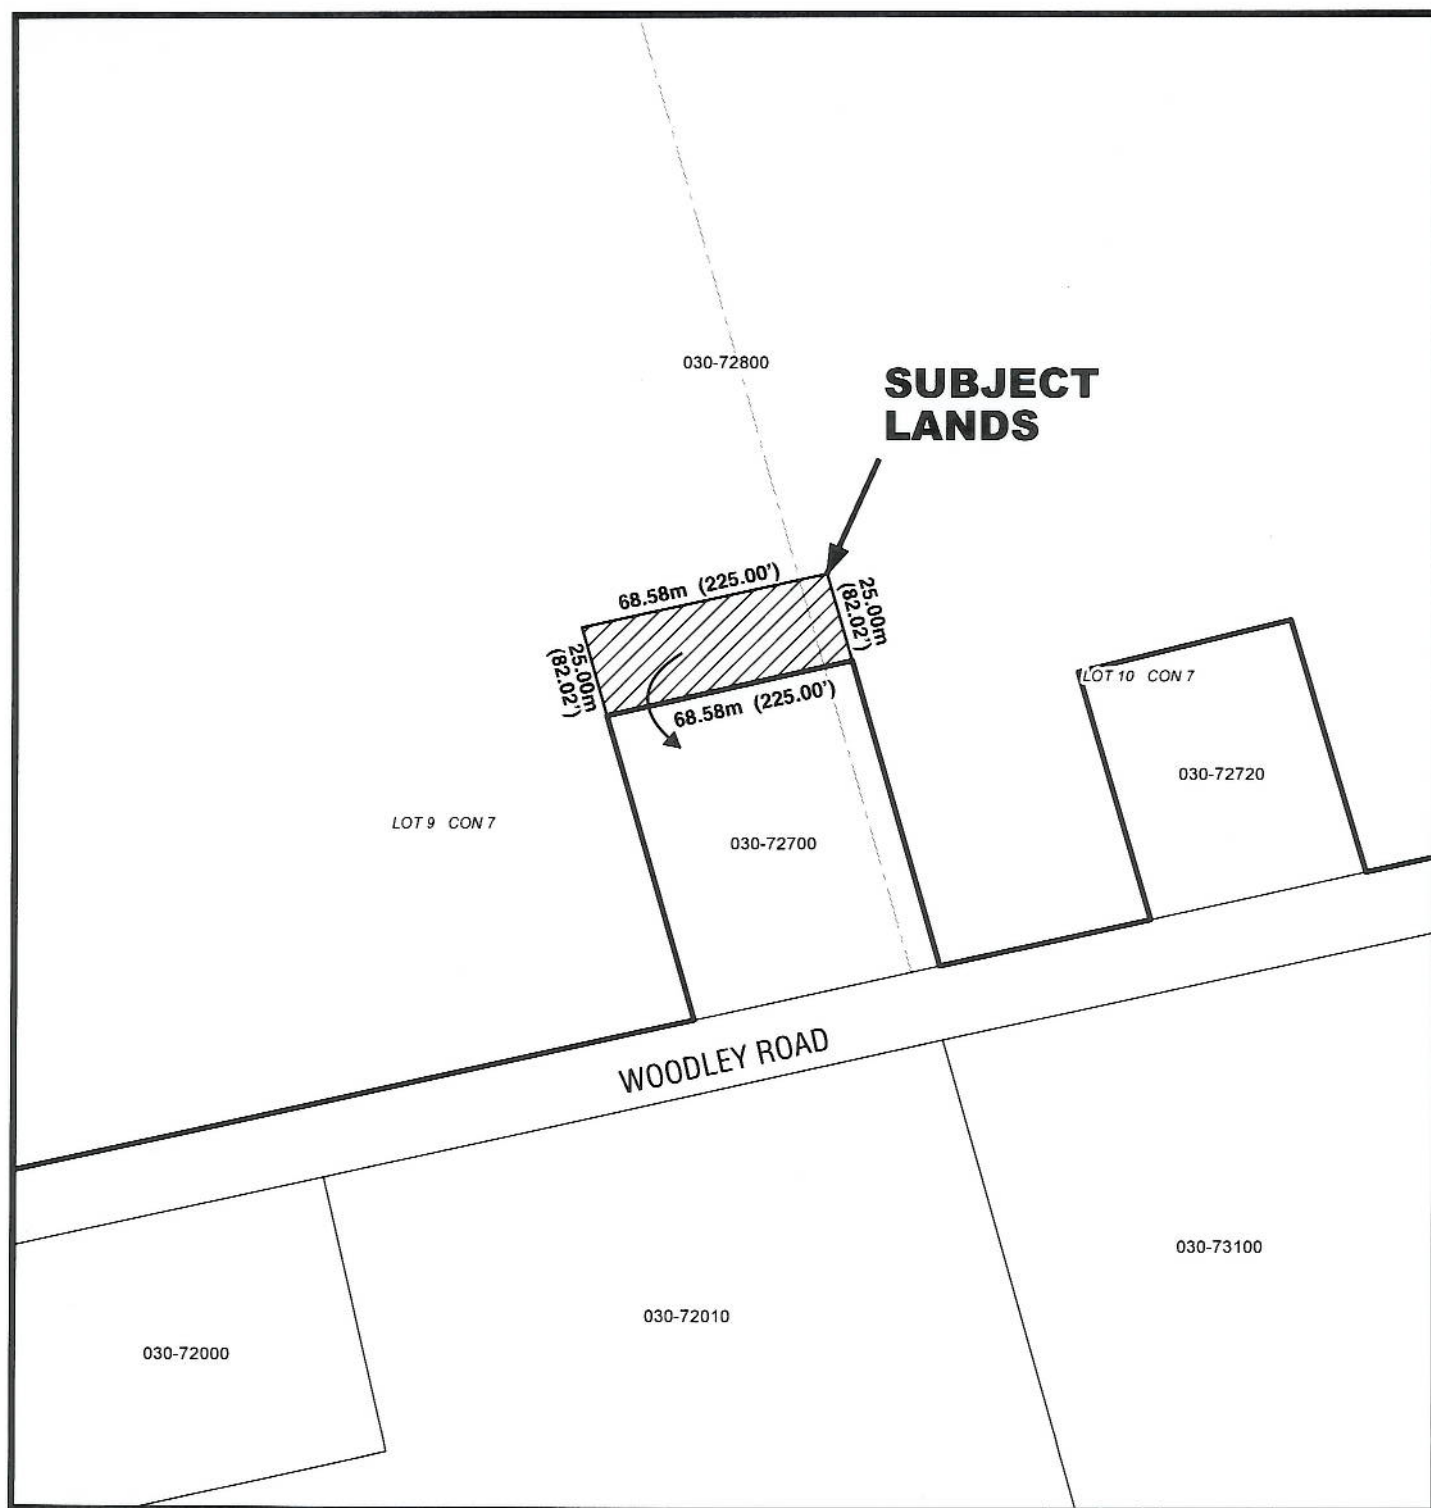 030-72800
SUBJECT
LANDS
68.58m (225.00')
25.00m
(82.02')
25.00m
(82.02')
68.58m (225.00')
LOT 10 CON 7
030-72720
LOT 9 CON 7
030-72700
WOODLEY ROAD
030-73100
030-72010
030-72000